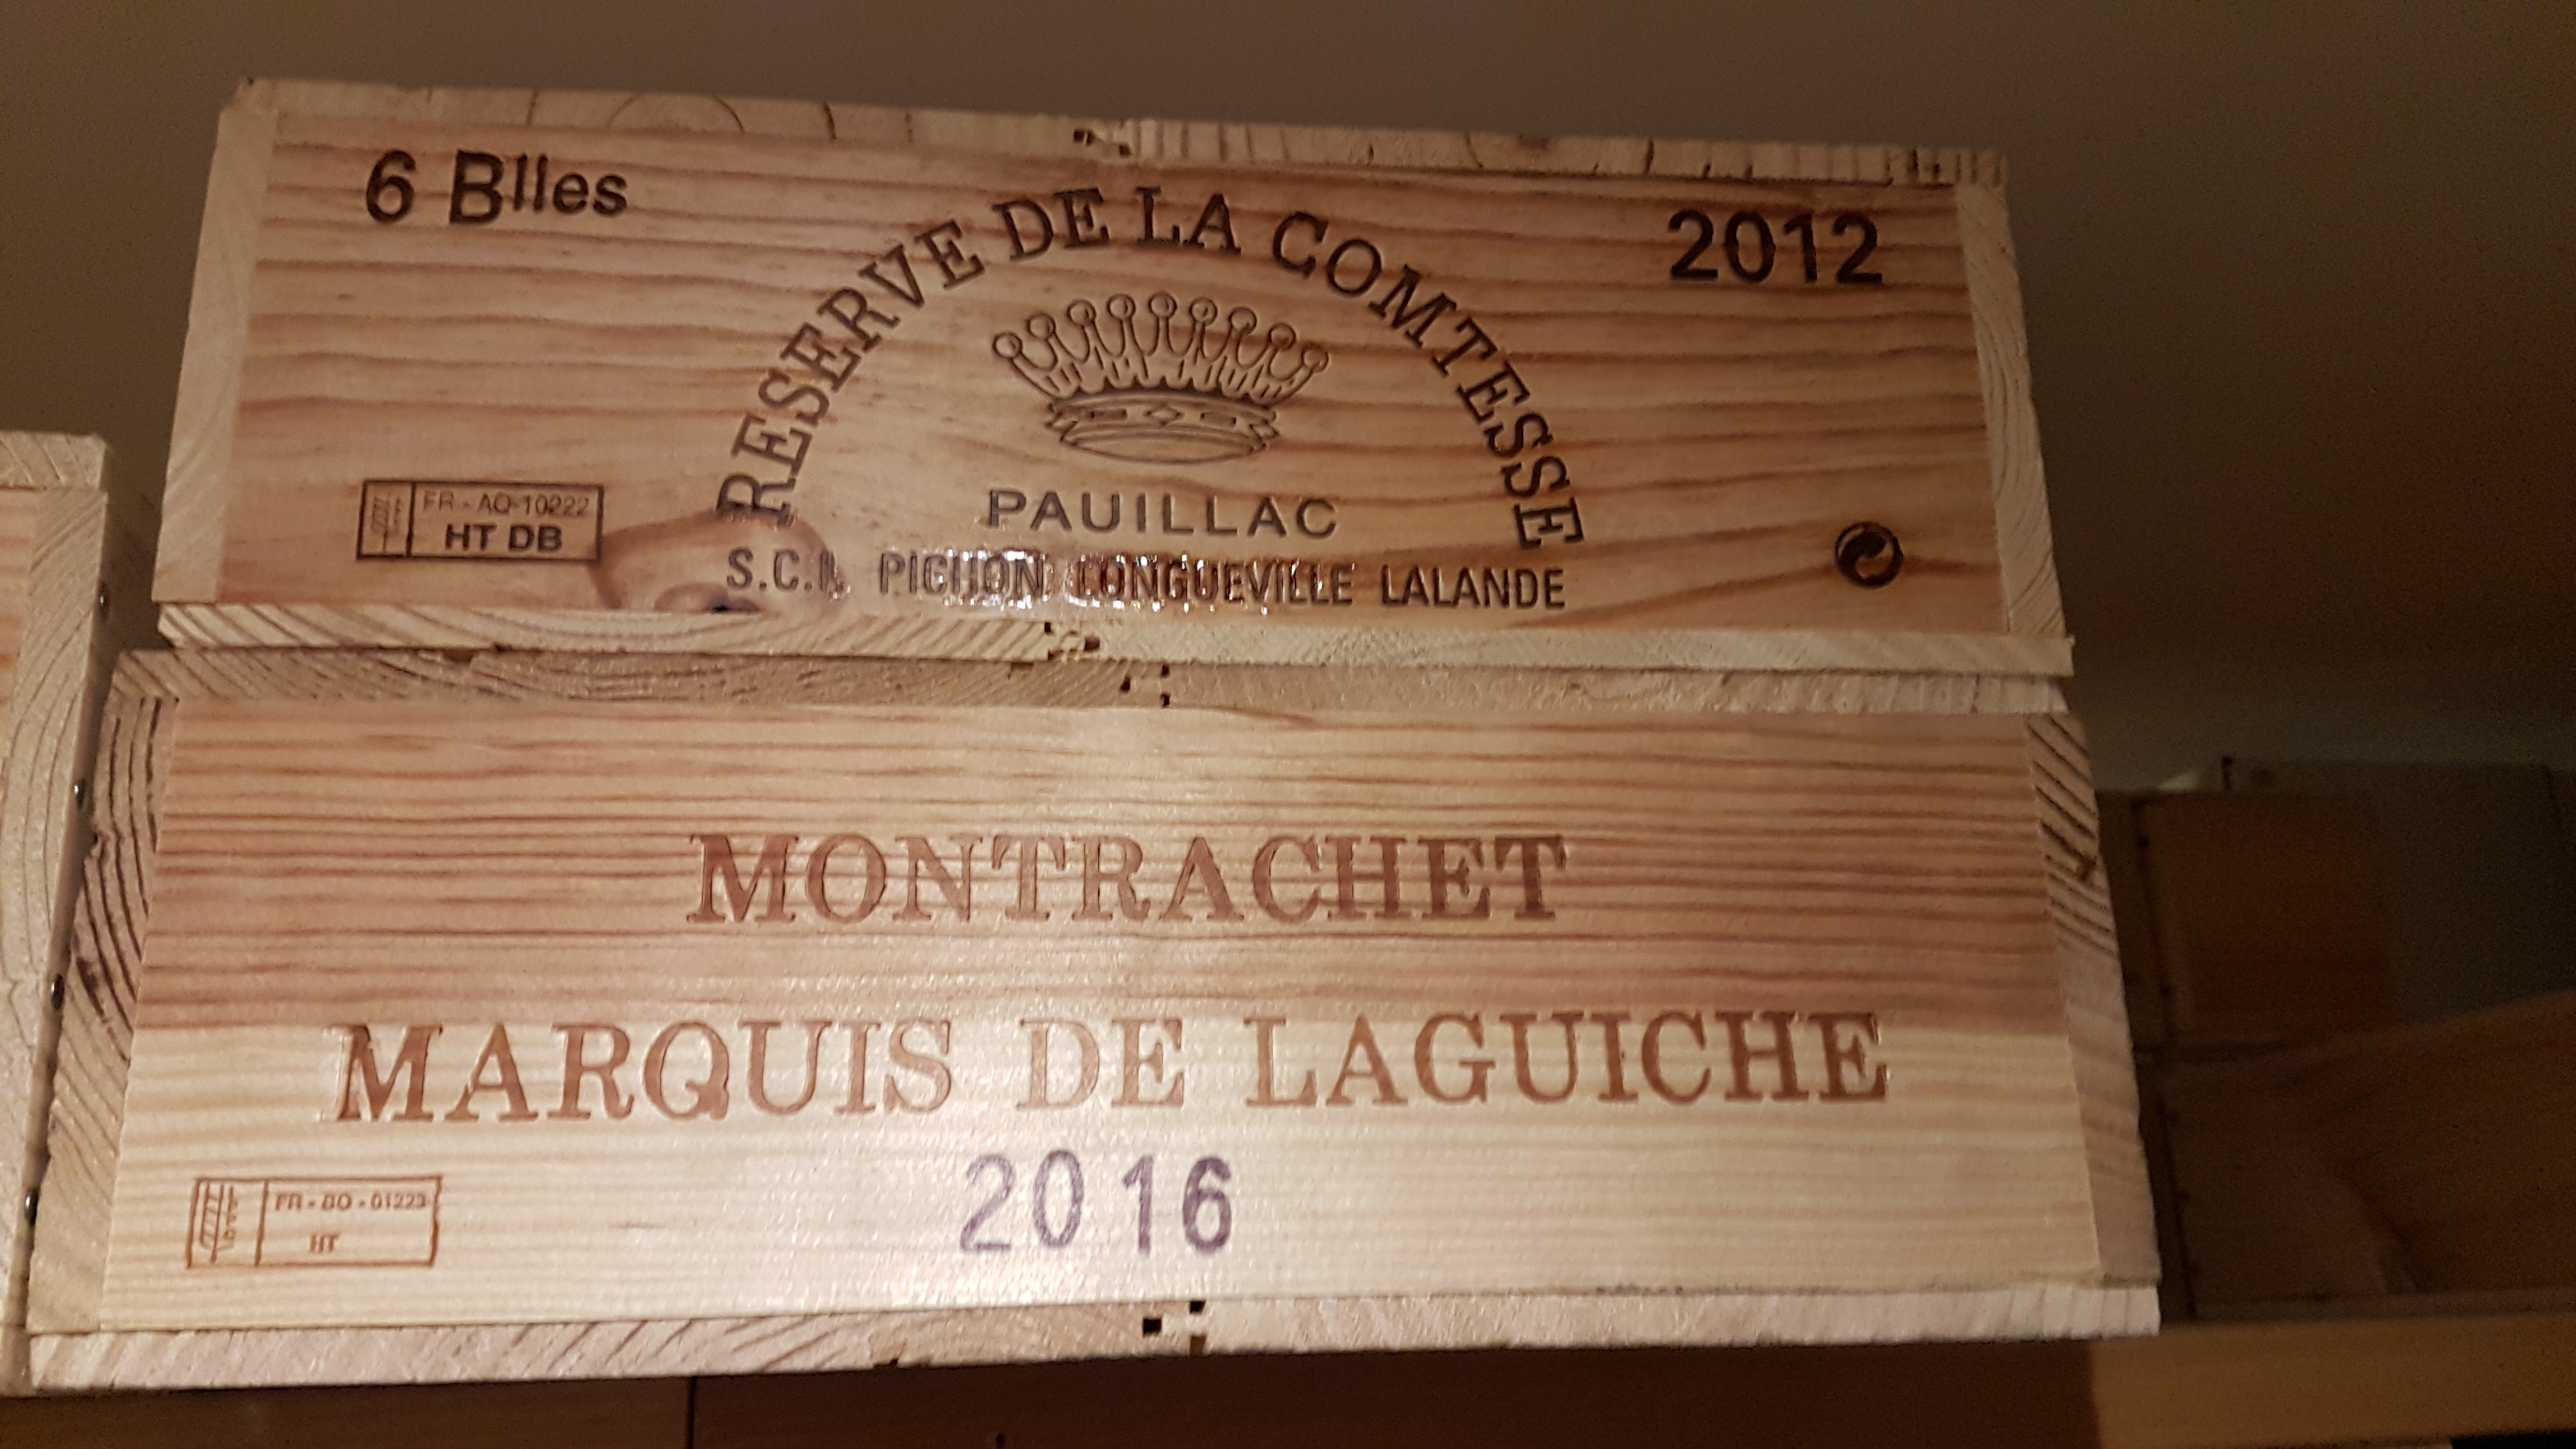 6 Blles
2012
RESERVE DE LA COMTESSE
PAUILLAC
FR - AQ-10222
HT DB
S.C.I. PICHON LONGUEVILLE LALANDE
MONTRACHET
MARQUIS DE LAGUICHE
2016
FR - BO - 01223
HT